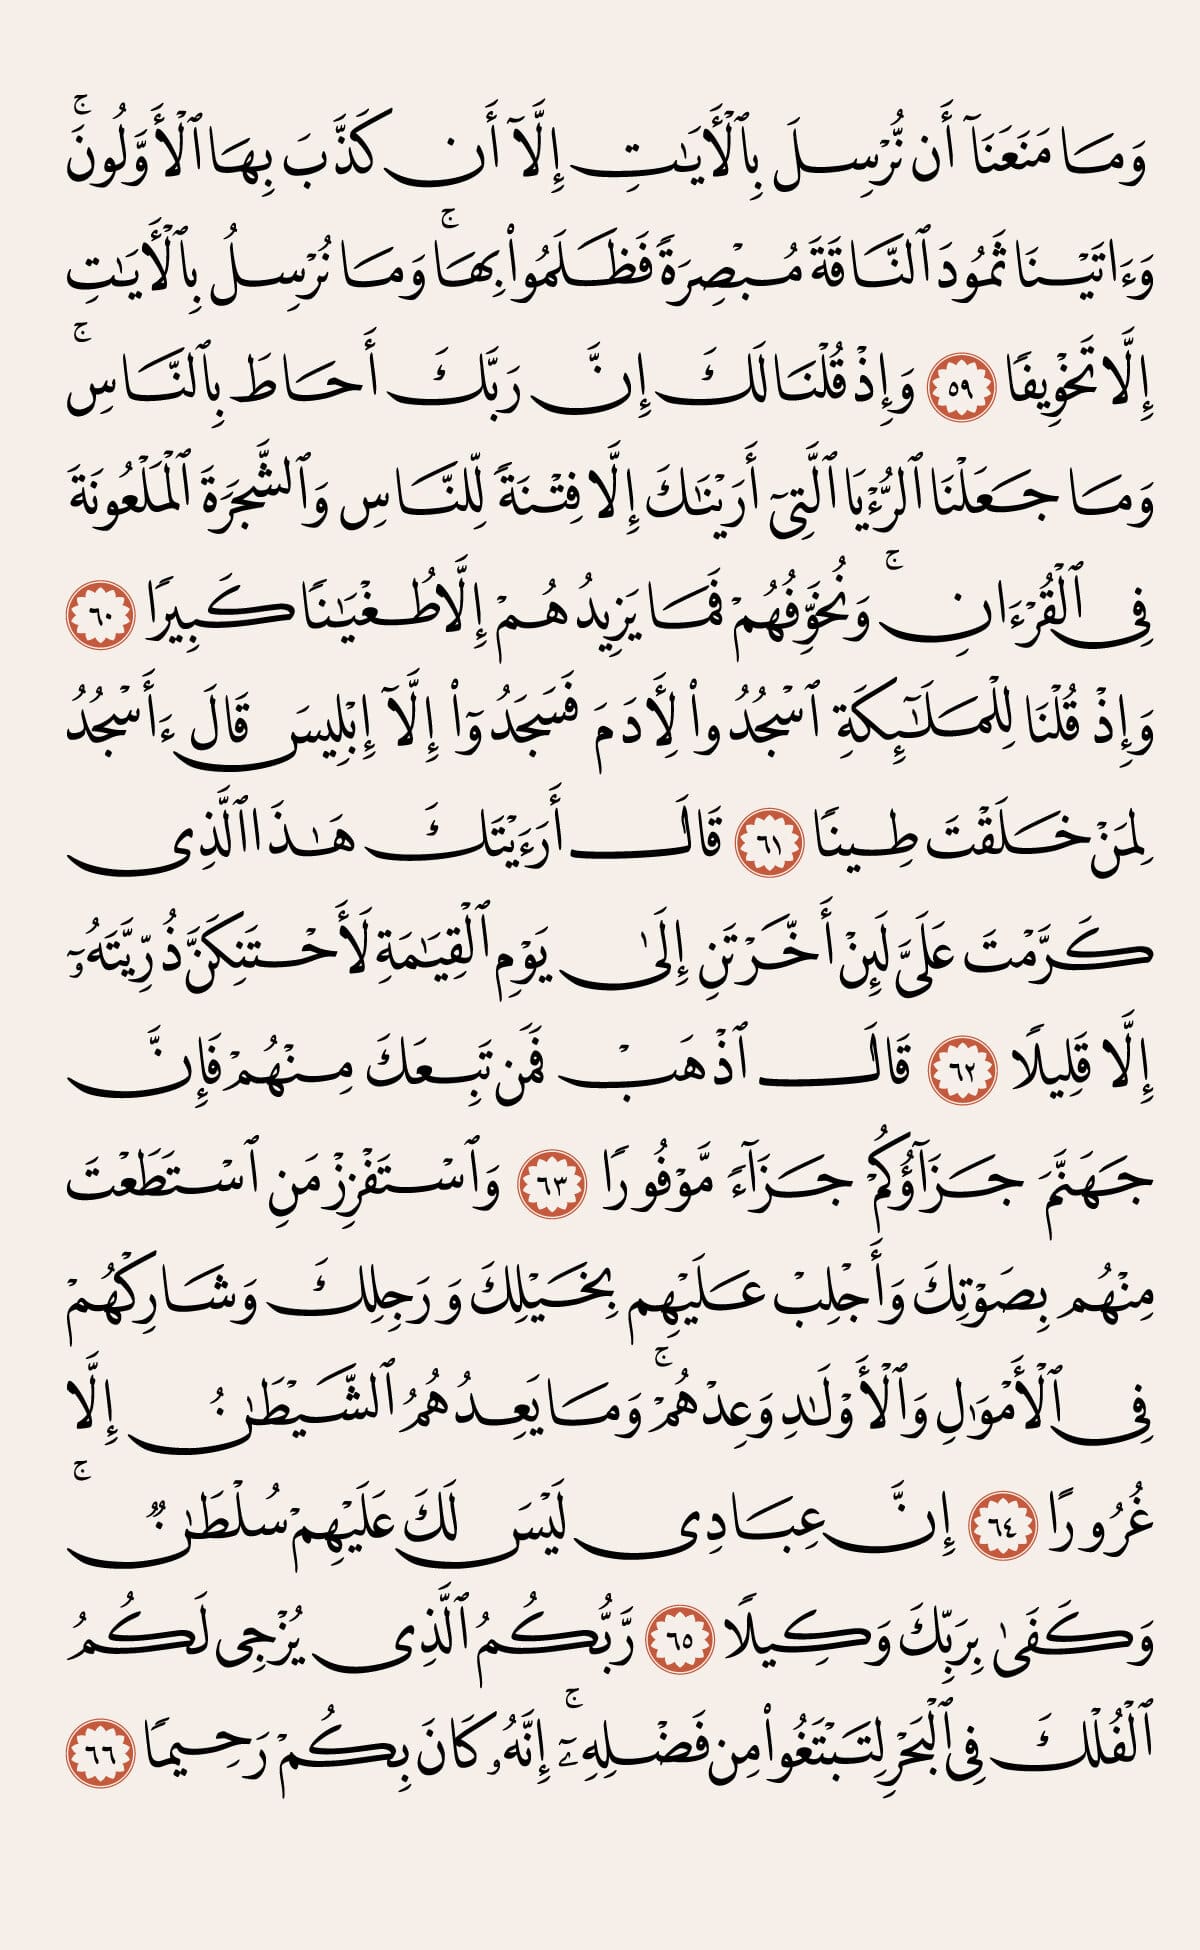 وَمَا مَنَعَنَآ أَن نُّرْسِلَ بِٱلْأَيَـٰتِ إِلَّآ أَن كَذَّبَ بِهَا ٱلْأَوَّلُونَ ۚ
وَءَاتَيْنَا ثَمُودَ ٱلنَّاقَةَ مُبْصِرَةً فَظَلَمُوا۟ بِهَا ۚ وَمَا نُرْسِلُ بِٱلْأَيَـٰتِ
إِلَّا تَخْوِيفًا ٥٩ وَإِذْ قُلْنَا لَكَ إِنَّ رَبَّكَ أَحَاطَ بِٱلنَّاسِ ۚ
وَمَا جَعَلْنَا ٱلرُّءْيَا ٱلَّتِىٓ أَرَيْنَـٰكَ إِلَّا فِتْنَةً لِّلنَّاسِ وَٱلشَّجَرَةَ ٱلْمَلْعُونَةَ
فِى ٱلْقُرْءَانِ ۚ وَنُخَوِّفُهُمْ فَمَا يَزِيدُهُمْ إِلَّا طُغْيَـٰنًا كَبِيرًا ٦٠
وَإِذْ قُلْنَا لِلْمَلَـٰٓئِكَةِ ٱسْجُدُوا۟ لِأَدَمَ فَسَجَدُوٓا۟ إِلَّآ إِبْلِيسَ قَالَ ءَأَسْجُدُ
لِمَنْ خَلَقْتَ طِينًا ٦١ قَالَ أَرَءَيْتَكَ هَـٰذَا ٱلَّذِى
كَرَّمْتَ عَلَىَّ لَئِنْ أَخَّرْتَنِ إِلَىٰ يَوْمِ ٱلْقِيَـٰمَةِ لَأَحْتَنِكَنَّ ذُرِّيَّتَهُۥٓ
إِلَّا قَلِيلًا ٦٢ قَالَ ٱذْهَبْ فَمَن تَبِعَكَ مِنْهُمْ فَإِنَّ
جَهَنَّمَ جَزَآؤُكُمْ جَزَآءً مَّوْفُورًا ٦٣ وَٱسْتَفْزِزْ مَنِ ٱسْتَطَعْتَ
مِنْهُم بِصَوْتِكَ وَأَجْلِبْ عَلَيْهِم بِخَيْلِكَ وَرَجِلِكَ وَشَارِكْهُمْ
فِى ٱلْأَمْوَٰلِ وَٱلْأَوْلَـٰدِ وَعِدْهُمْ ۚ وَمَا يَعِدُهُمُ ٱلشَّيْطَـٰنُ إِلَّا
غُرُورًا ٦٤ إِنَّ عِبَادِى لَيْسَ لَكَ عَلَيْهِمْ سُلْطَـٰنٌ ۚ
وَكَفَىٰ بِرَبِّكَ وَكِيلًا ٦٥ رَّبُّكُمُ ٱلَّذِى يُزْجِى لَكُمُ
ٱلْفُلْكَ فِى ٱلْبَحْرِ لِتَبْتَغُوا۟ مِن فَضْلِهِۦٓ ۚ إِنَّهُۥ كَانَ بِكُمْ رَحِيمًا ٦٦